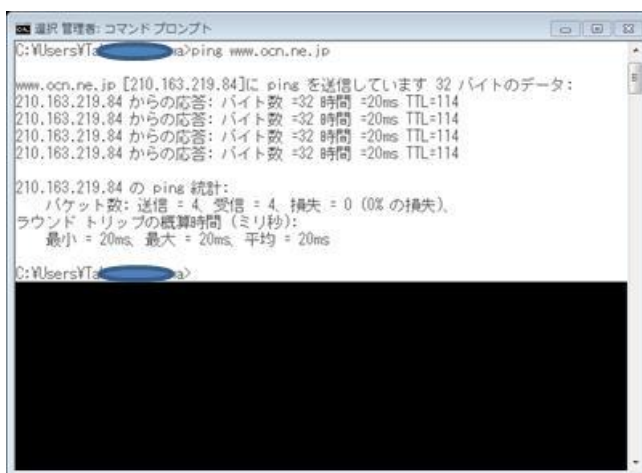 選択 管理者: コマンド プロンプト
C:¥Users¥Ta a>ping www.ocn.ne.jp
www.ocn.ne.jp [210.163.219.84]に ping を送信しています 32 バイトのデータ:
210.163.219.84 からの応答: バイト数 =32 時間 =20ms TTL=114
210.163.219.84 からの応答: バイト数 =32 時間 =20ms TTL=114
210.163.219.84 からの応答: バイト数 =32 時間 =20ms TTL=114
210.163.219.84 からの応答: バイト数 =32 時間 =20ms TTL=114
210.163.219.84 の ping 統計:
パケット数: 送信 = 4、受信 = 4、損失 = 0 (0% の損失)、
ラウンド トリップの概算時間 (ミリ秒):
最小 = 20ms、最大 = 20ms、平均 = 20ms
C:¥Users¥Ta a>